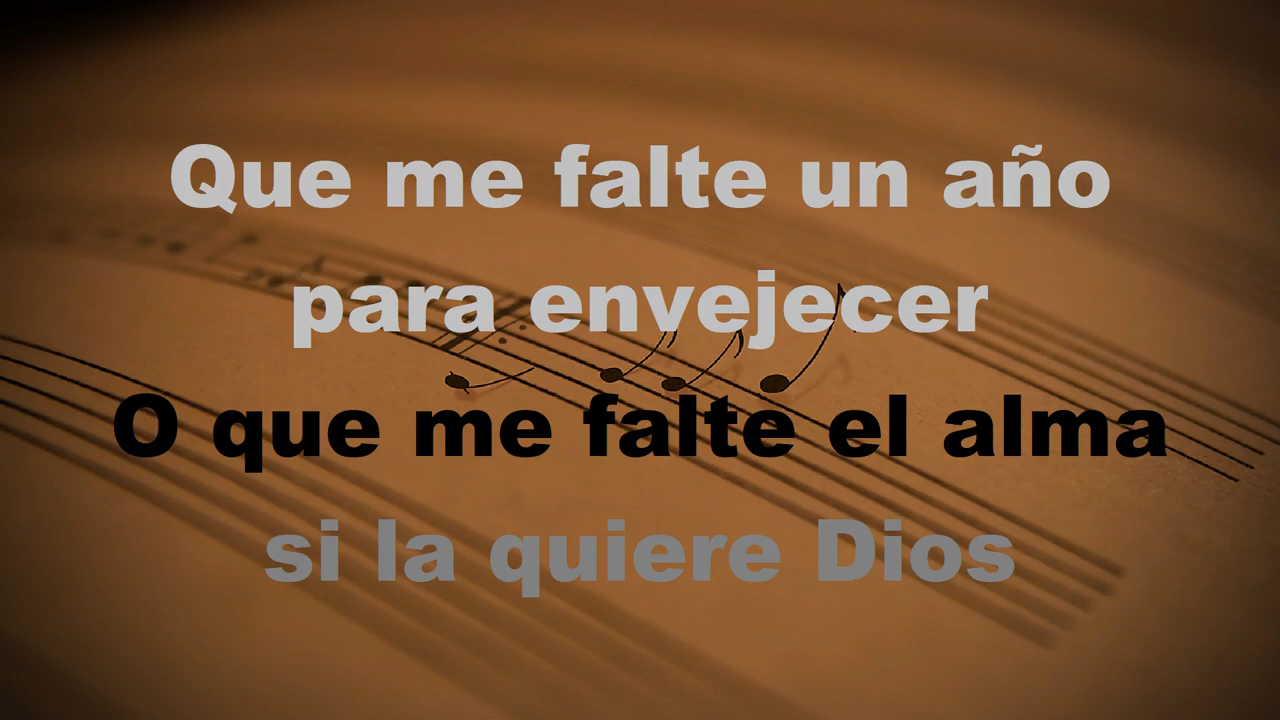 Que me falte un año
para envejecer
O que me falte el alma
si la quiere Dios